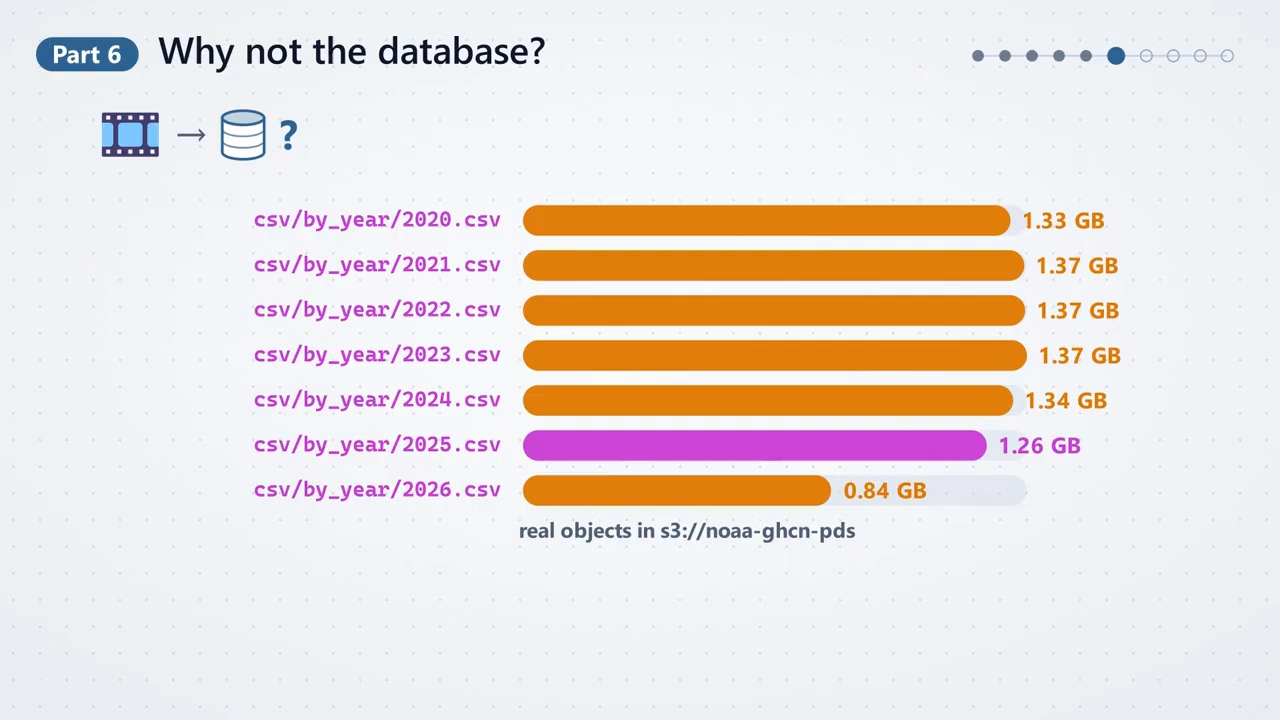 Part 6 Why not the database?
?
csv/by_year/2020.csv 1.33 GB
csv/by_year/2021.csv 1.37 GB
csv/by_year/2022.csv 1.37 GB
csv/by_year/2023.csv 1.37 GB
csv/by_year/2024.csv 1.34 GB
csv/by_year/2025.csv 1.26 GB
csv/by_year/2026.csv 0.84 GB
real objects in s3://noaa-ghcn-pds